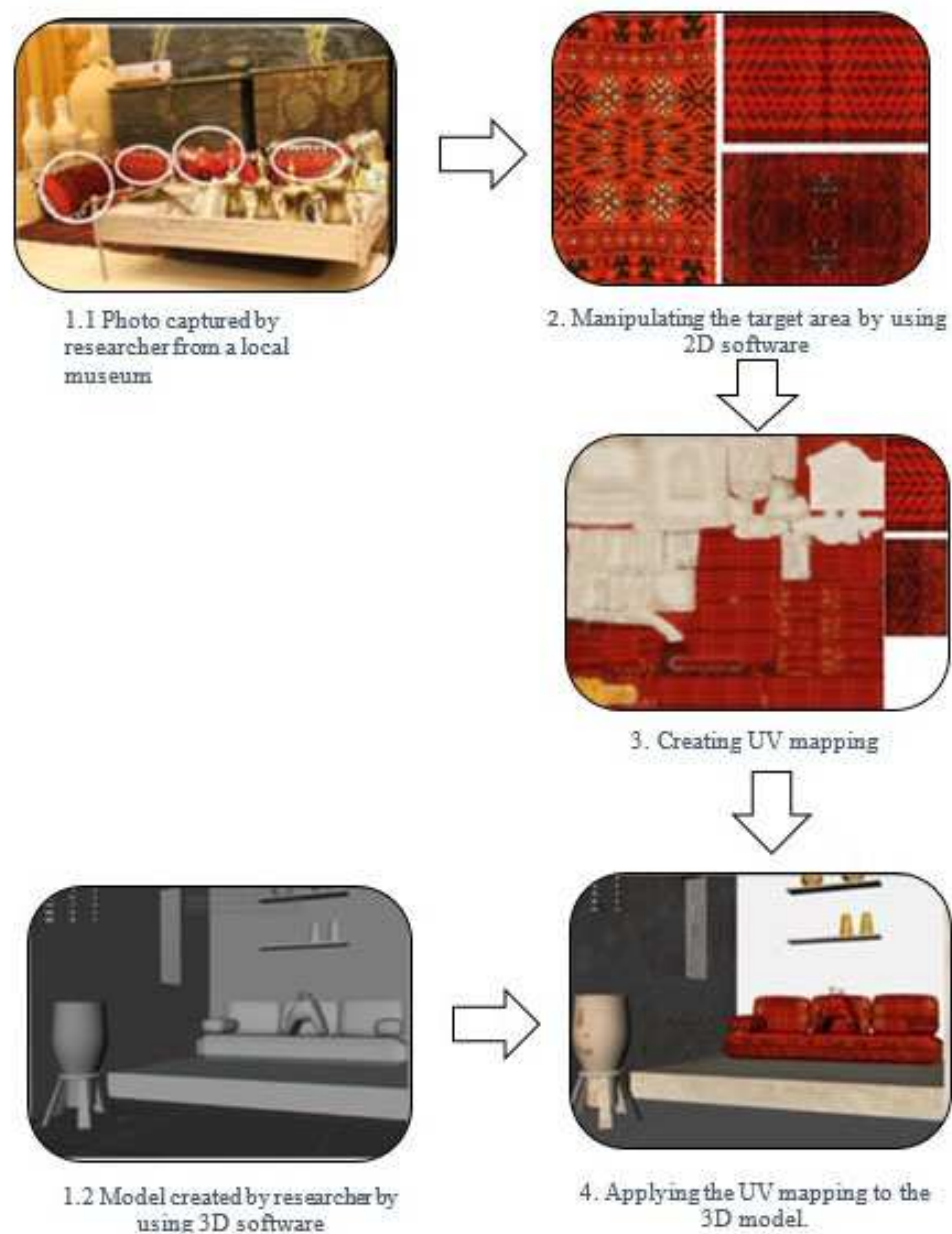 1.1 Photo captured by
researcher from a local
museum
2. Manipulating the target area by using
2D software
3. Creating UV mapping
1.2 Model created by researcher by
using 3D software
4. Applying the UV mapping to the
3D model.